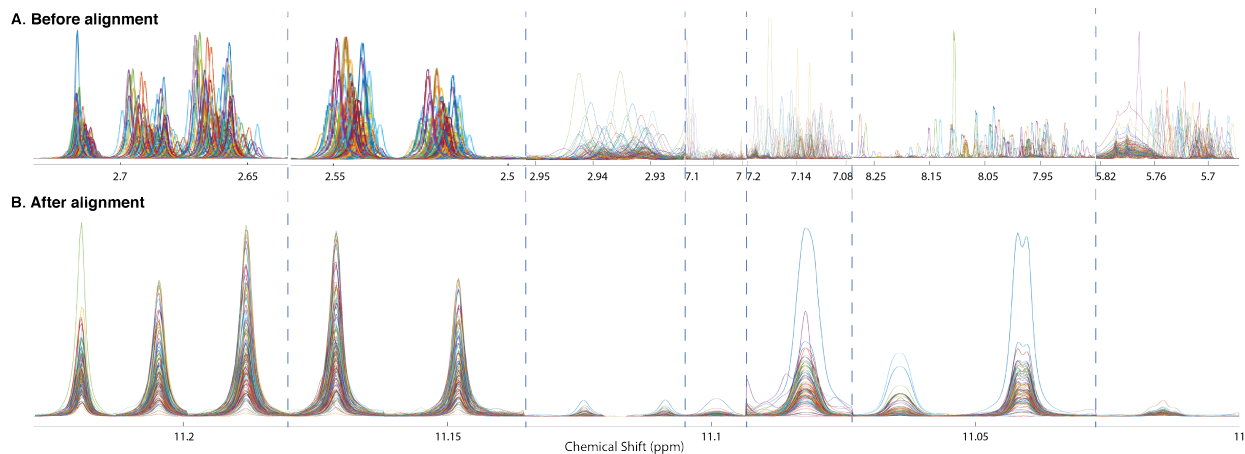 A. Before alignment
2.7 2.65 2.55 2.5 2.95 2.94 2.93 7.1 7 7.2 7.14 7.08 8.25 8.15 8.05 7.95 5.82 5.76 5.7
B. After alignment
11.2 11.15 11.1 11.05 11
Chemical Shift (ppm)